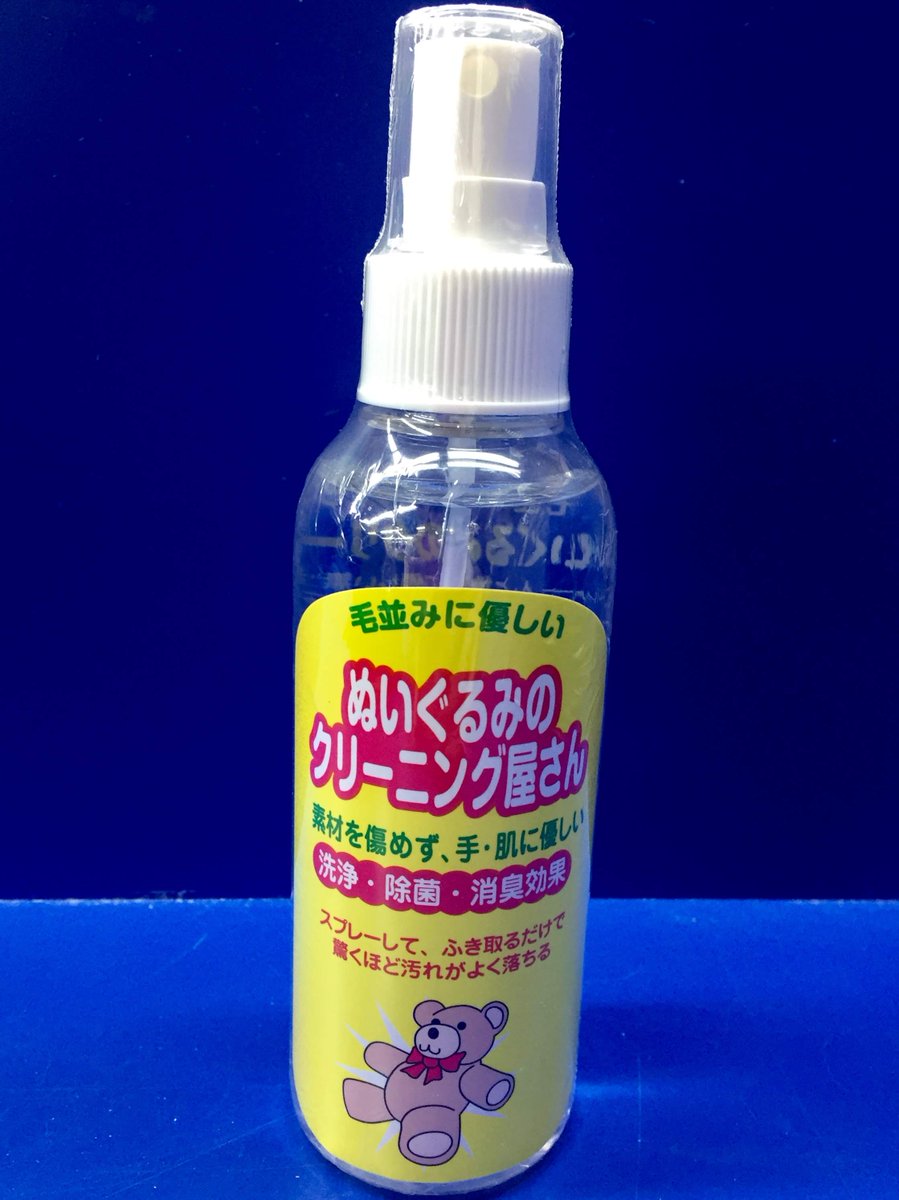 毛並みに優しい
ぬいぐるみの
クリーニング屋さん
素材を傷めず、手・肌に優しい
洗浄・除菌・消臭効果
スプレーして、ふき取るだけで
驚くほど汚れがよく落ちる